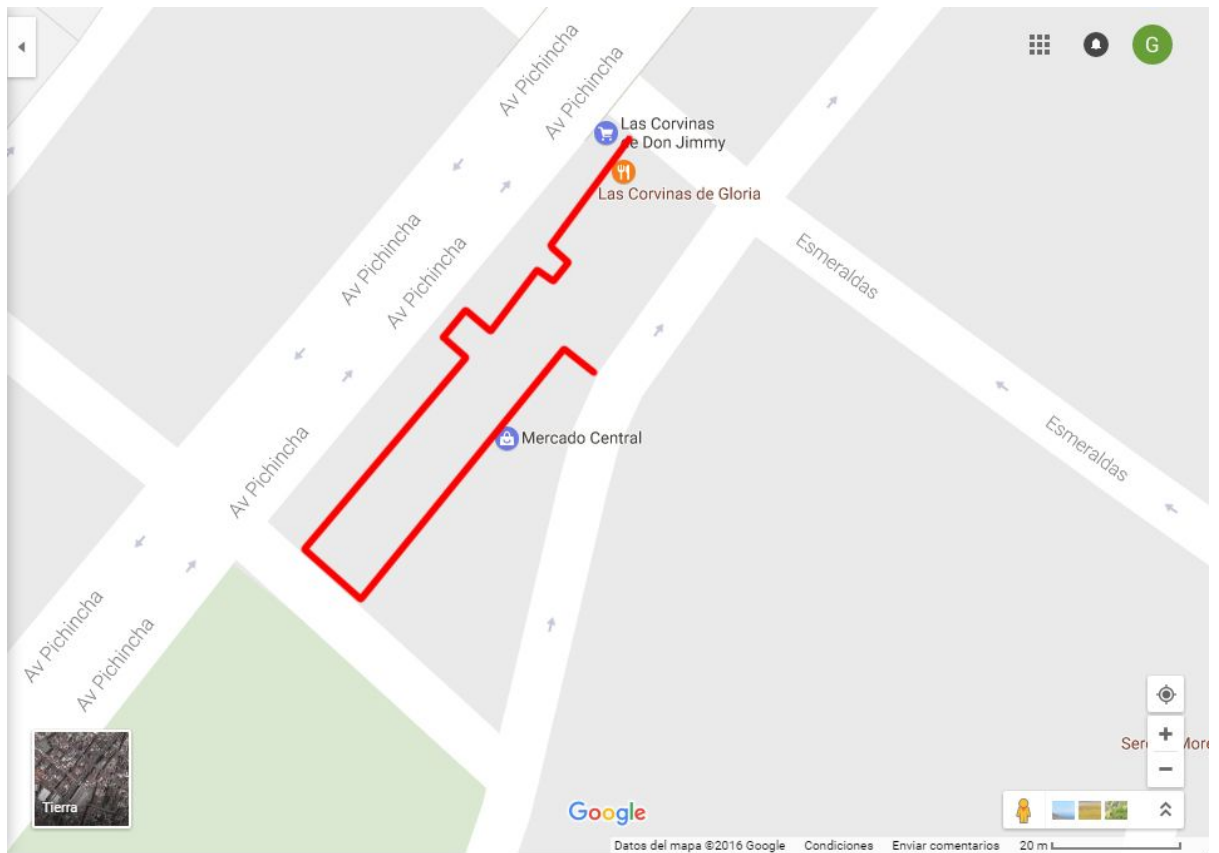 Av Pichincha
Av Pichincha
G
Las Corvinas
de Don Jimmy
Las Corvinas de Gloria
Av Pichincha
Av Pichincha
Esmeraldas
Esmeraldas
Mercado Central
Av Pichincha
Av Pichincha
Av Pichincha
Tierra
Google
Datos del mapa ©2016 Google Condiciones Enviar comentarios 20 m